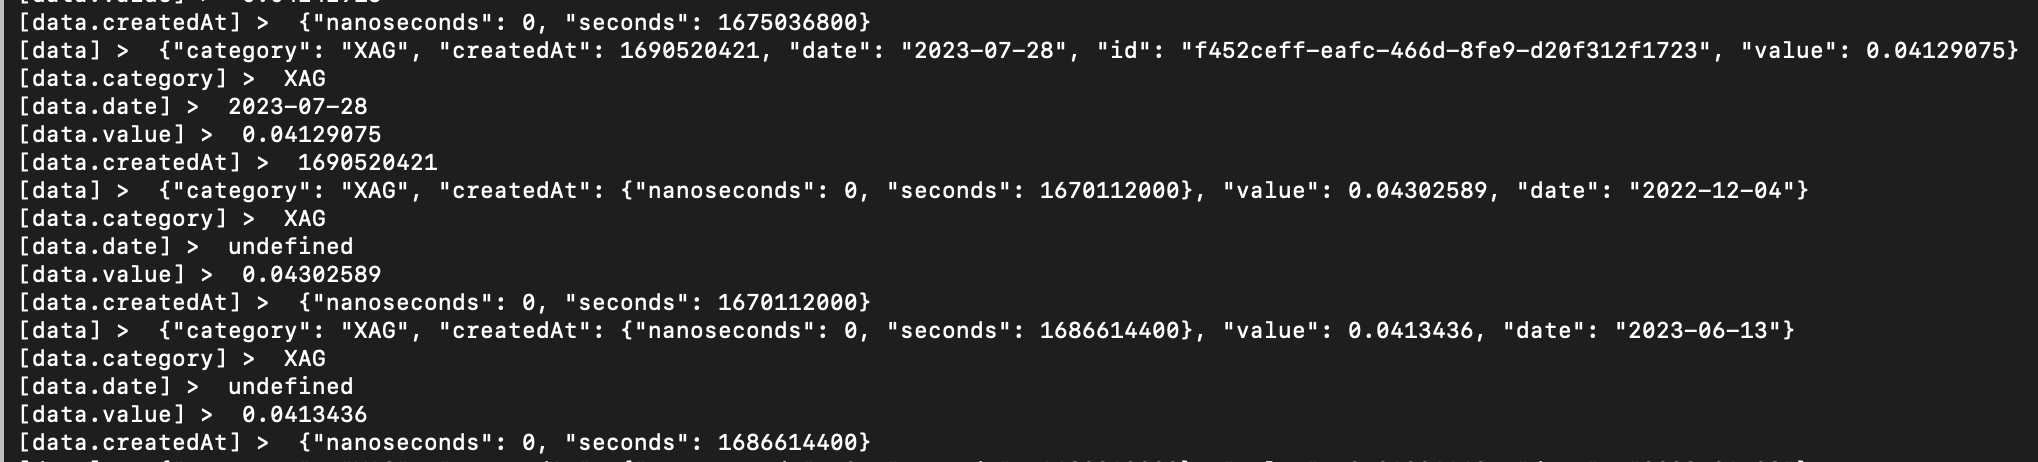 [data.createdAt] >  {"nanoseconds": 0, "seconds": 1675036800}
[data] >  {"category": "XAG", "createdAt": 1690520421, "date": "2023-07-28", "id": "f452ceff-eafc-466d-8fe9-d20f312f1723", "value": 0.04129075}
[data.category] >  XAG
[data.date] >  2023-07-28
[data.value] >  0.04129075
[data.createdAt] >  1690520421
[data] >  {"category": "XAG", "createdAt": {"nanoseconds": 0, "seconds": 1670112000}, "value": 0.04302589, "date": "2022-12-04"}
[data.category] >  XAG
[data.date] >  undefined
[data.value] >  0.04302589
[data.createdAt] >  {"nanoseconds": 0, "seconds": 1670112000}
[data] >  {"category": "XAG", "createdAt": {"nanoseconds": 0, "seconds": 1686614400}, "value": 0.0413436, "date": "2023-06-13"}
[data.category] >  XAG
[data.date] >  undefined
[data.value] >  0.0413436
[data.createdAt] >  {"nanoseconds": 0, "seconds": 1686614400}